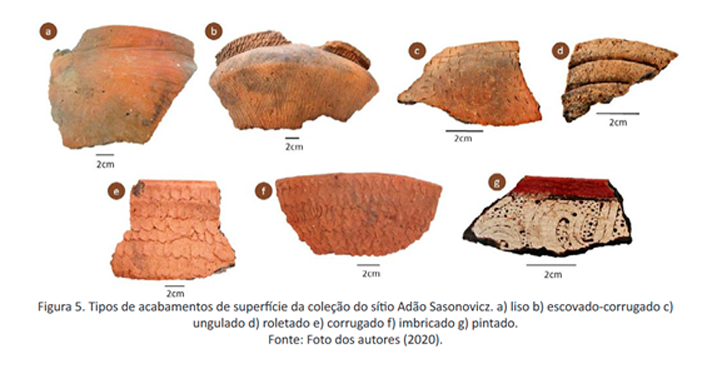 a
b
c
d
2cm
2cm
2cm
2cm
e
f
g
2cm
2cm
2cm
Figura 5. Tipos de acabamentos de superfície da coleção do sítio Adão Sasonovicz. a) liso b) escovado-corrugado c)
ungulado d) roletado e) corrugado f) imbricado g) pintado.
Fonte: Foto dos autores (2020).